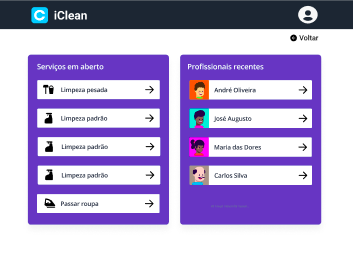 iClean
Voltar
Serviços em aberto
Limpeza pesada
Limpeza padrão
Limpeza padrão
Limpeza padrão
Passar roupa
Profissionais recentes
André Oliveira
José Augusto
Maria das Dores
Carlos Silva